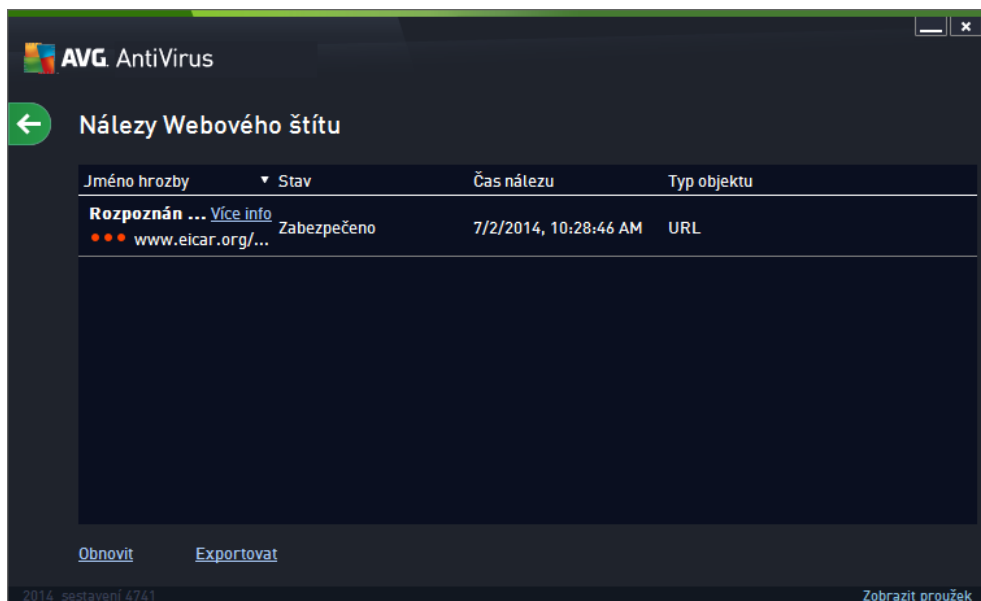 AVG. AntiVirus
Nálezy Webového štítu
Jméno hrozby ▼ Stav Čas nálezu Typ objektu
Rozpoznán ... Více info
Zabezpečeno 7/2/2014, 10:28:46 AM URL
www.eicar.org/...
Obnovit Exportovat
2014 sestavení 4741 Zobrazit proužek